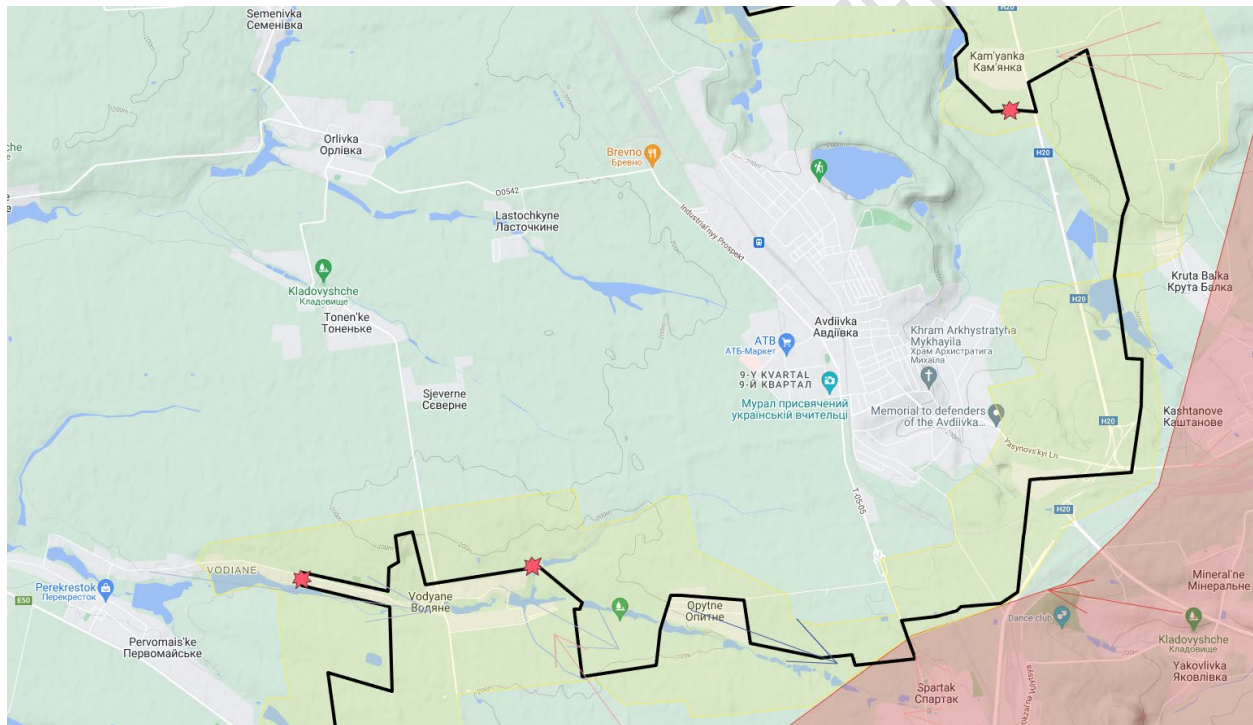 Semenivka
Семенівка
H20
Kam'yanka
Кам'янка
che
не
Orlivka
Орлівка
Brevno
Бревно
H20
O0542
Lastochkyne
Ласточкине
Industrial'nyy Prospekt
Kladovyshche
Кладовище
Tonen'ke
Тоненьке
Kruta Balka
Крута Балка
H20
Avdiivka
Авдіївка
Khram Arkhystratyha
Mykhayila
Храм Архистратига
Михаїла
ATB
АТБ-Маркет
9-Y KVARTAL
9-Й КВАРТАЛ
Мурал присвячений
українській вчительці
Sjeverne
Сєверне
Memorial to defenders
of the Avdiivka...
Kashtanove
Каштанове
H20
Yasynovs'kyi Ln
T-05-05
H20
VODIANE
Perekrestok
Перекресток
E50
Vodyane
Водяне
Opytne
Опитне
Mineral'ne
Мінеральне
Dance club
Kladovyshche
Кладовище
Pervomais'ke
Первомайське
Yakovlivka
Яковлівка
Spartak
Спартак